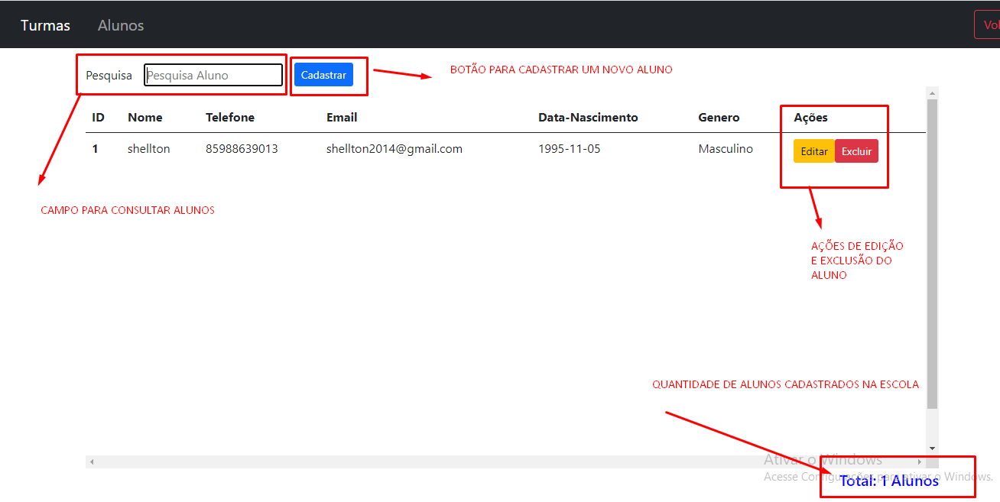 Turmas Alunos
Pesquisa Pesquisa Aluno Cadastrar BOTÃO PARA CADASTRAR UM NOVO ALUNO
ID Nome Telefone Email Data-Nascimento Genero Ações
1 shellton 85988639013 shellton2014@gmail.com 1995-11-05 Masculino Editar Excluir
CAMPO PARA CONSULTAR ALUNOS
AÇÕES DE EDIÇÃO
E EXCLUSÃO DO
ALUNO
QUANTIDADE DE ALUNOS CADASTRADOS NA ESCOLA
Ativar o Windows
Acesse Configurações para ativar o Windows.
Total: 1 Alunos